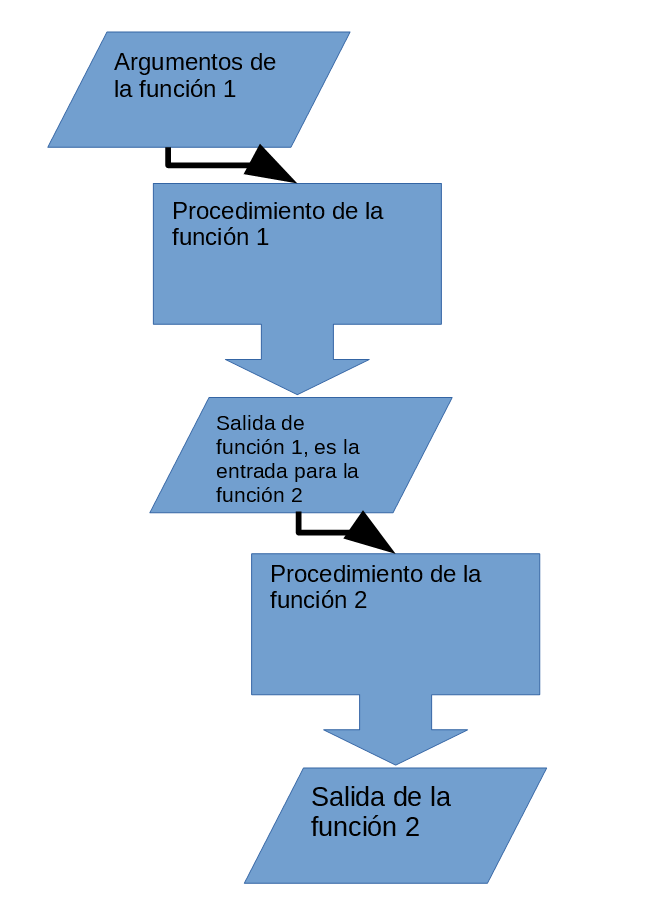 Argumentos de
la función 1
Procedimiento de la
función 1
Salida de
función 1, es la
entrada para la
función 2
Procedimiento de la
función 2
Salida de la
función 2